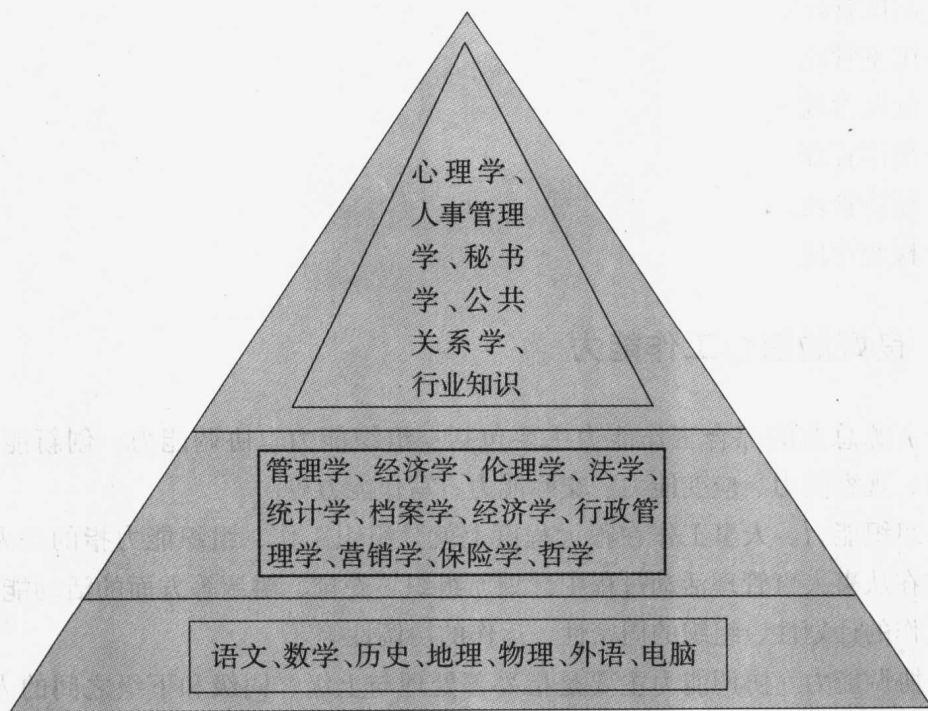 心理学、
人事管理
学、秘书
学、公共
关系学、
行业知识
管理学、经济学、伦理学、法学、
统计学、档案学、经济学、行政管
理学、营销学、保险学、哲学
语文、数学、历史、地理、物理、外语、电脑